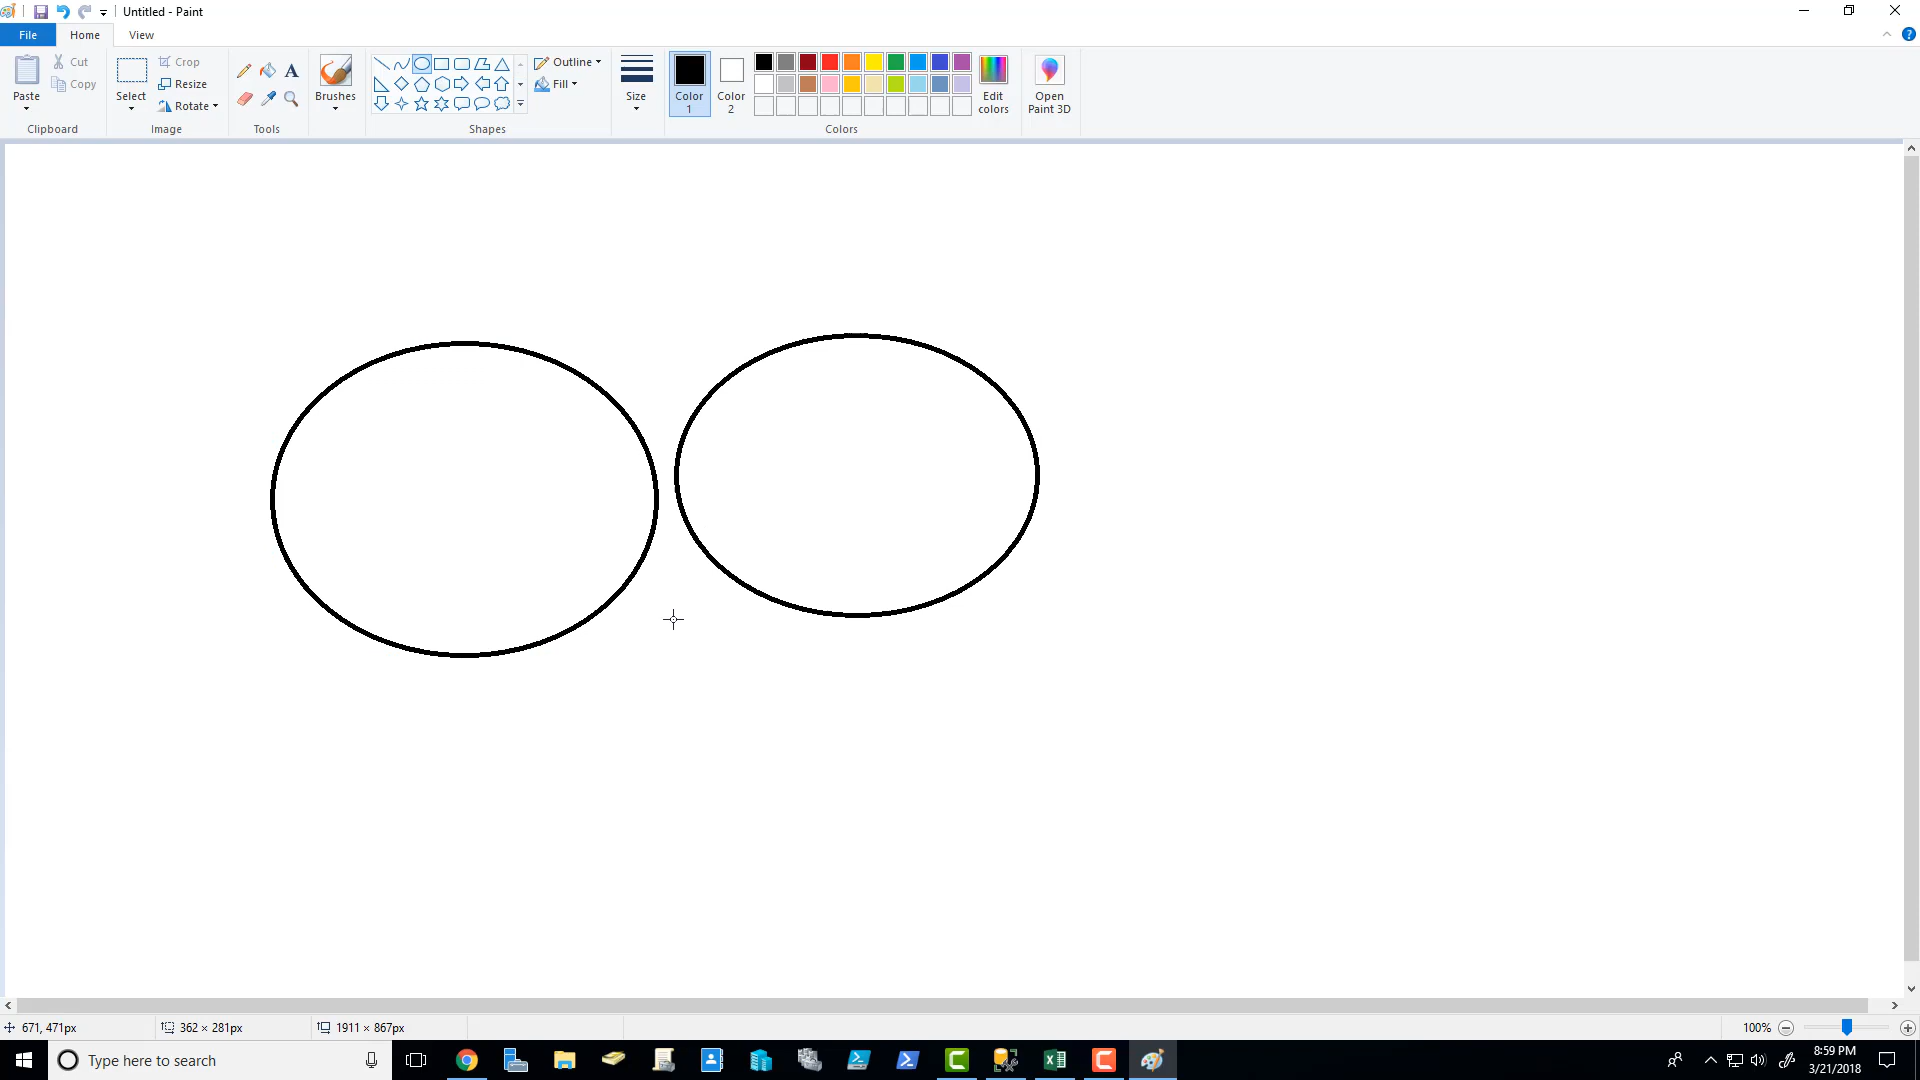 Untitled - Paint
File
Home
View
Paste
Cut
Copy
Clipboard
Select
Crop
Resize
Rotate
Image
A
Tools
Brushes
Shapes
Outline
Fill
Size
Color 1
Color 2
Colors
Edit colors
Open Paint 3D
671, 471px
362 × 281px
1911 × 867px
100%
Type here to search
8:59 PM
3/21/2018